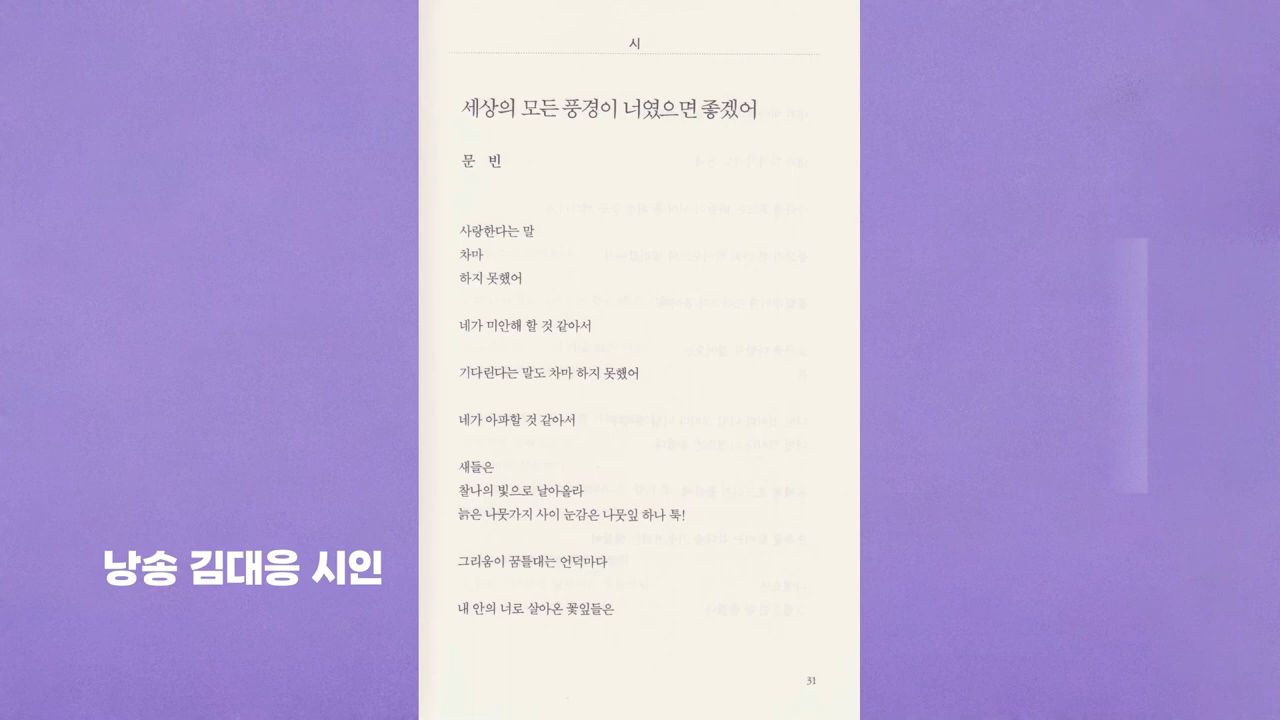 시
세상의 모든 풍경이 너였으면 좋겠어
문 빈
사랑한다는 말
차마
하지 못했어
네가 미안해 할 것 같아서
기다린다는 말도 차마 하지 못했어
네가 아파할 것 같아서
새들은
찰나의 빛으로 날아올라
늙은 나뭇가지 사이 눈감은 나뭇잎 하나 툭!
그리움이 꿈틀대는 언덕마다
내 안의 너로 살아온 꽃잎들은
31
낭송 김대응 시인